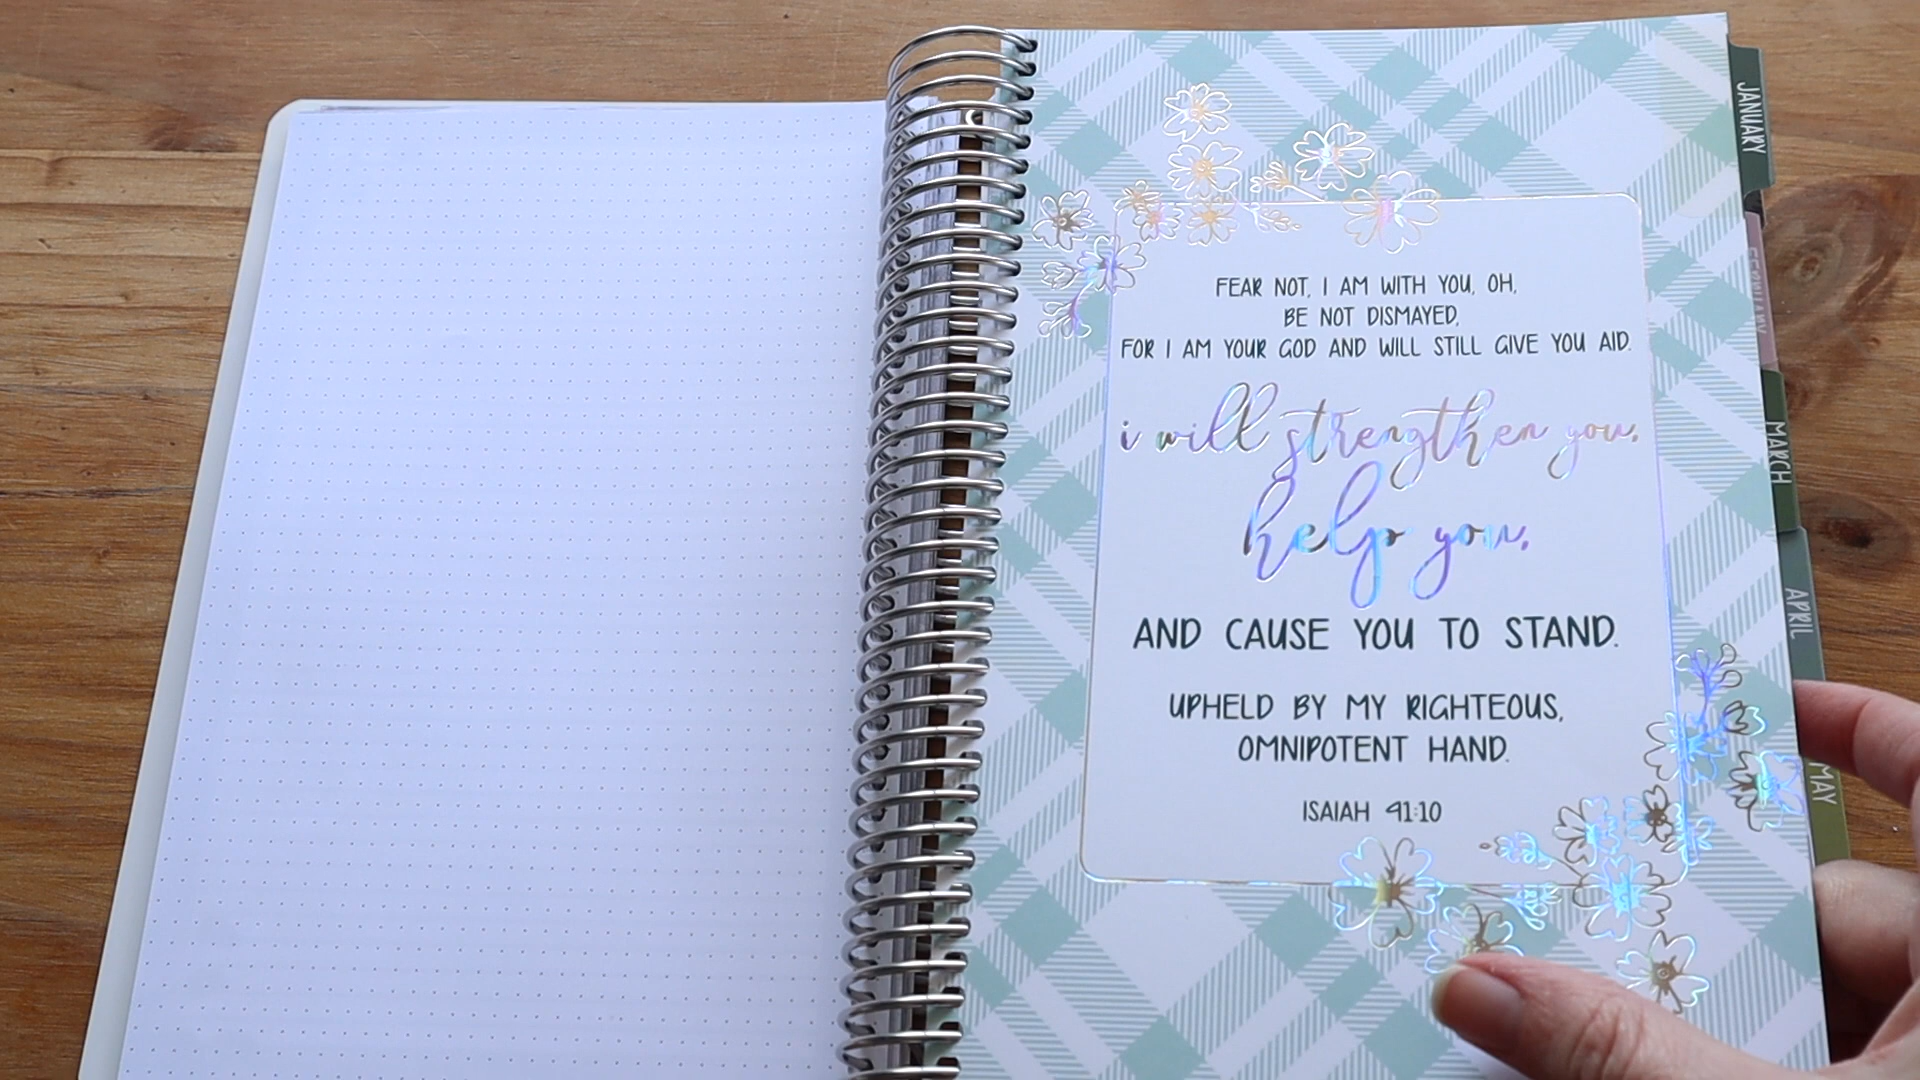 FEAR NOT, I AM WITH YOU, OH,
BE NOT DISMAYED,
FOR I AM YOUR GOD AND WILL STILL GIVE YOU AID.
i will strengthen you,
help you,
AND CAUSE YOU TO STAND.
UPHELD BY MY RIGHTEOUS,
OMNIPOTENT HAND.
ISAIAH 41:10
JANUARY
FEBRUARY
MARCH
APRIL
MAY